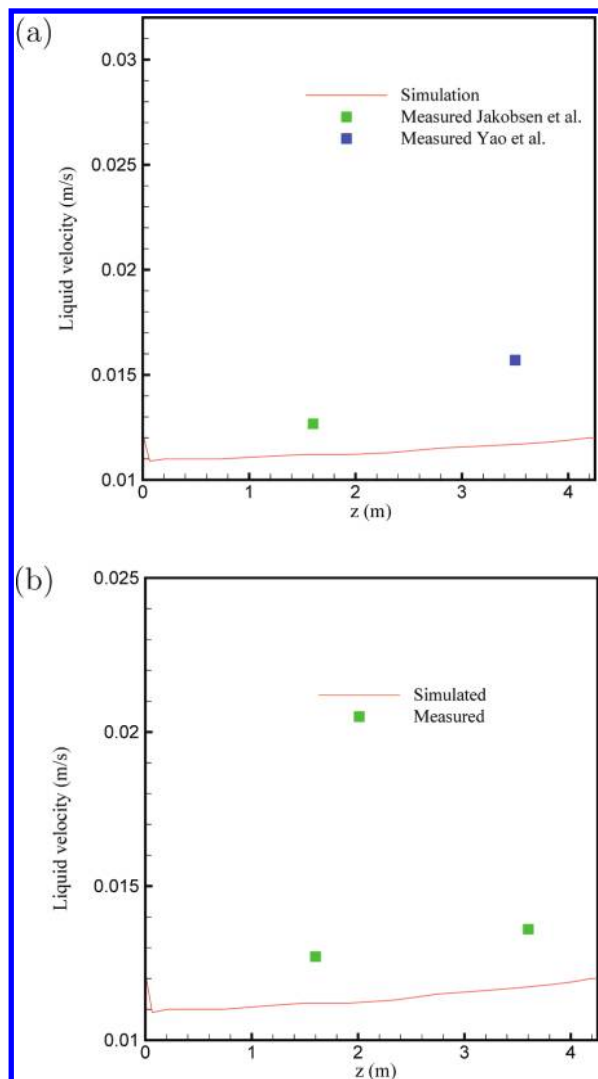 (a)
0.03
Simulation
Measured Jakobsen et al.
Measured Yao et al.
0.025
0.02
0.015
0.01
Liquid velocity (m/s)
0 1 2 3 4
z (m)
(b)
0.025
Simulated
Measured
0.02
0.015
0.01
Liquid velocity (m/s)
0 1 2 3 4
z (m)